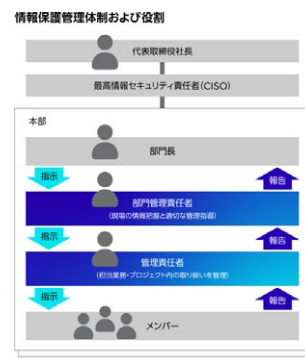 情報保護管理体制および役割
代表取締役社長
最高情報セキュリティ責任者(CISO)
本部
部門長
指示
報告
部門管理責任者
(現場の情報把握と適切な管理指導)
指示
報告
管理責任者
(担当業務・プロジェクト内の取り扱いを管理)
指示
報告
メンバー